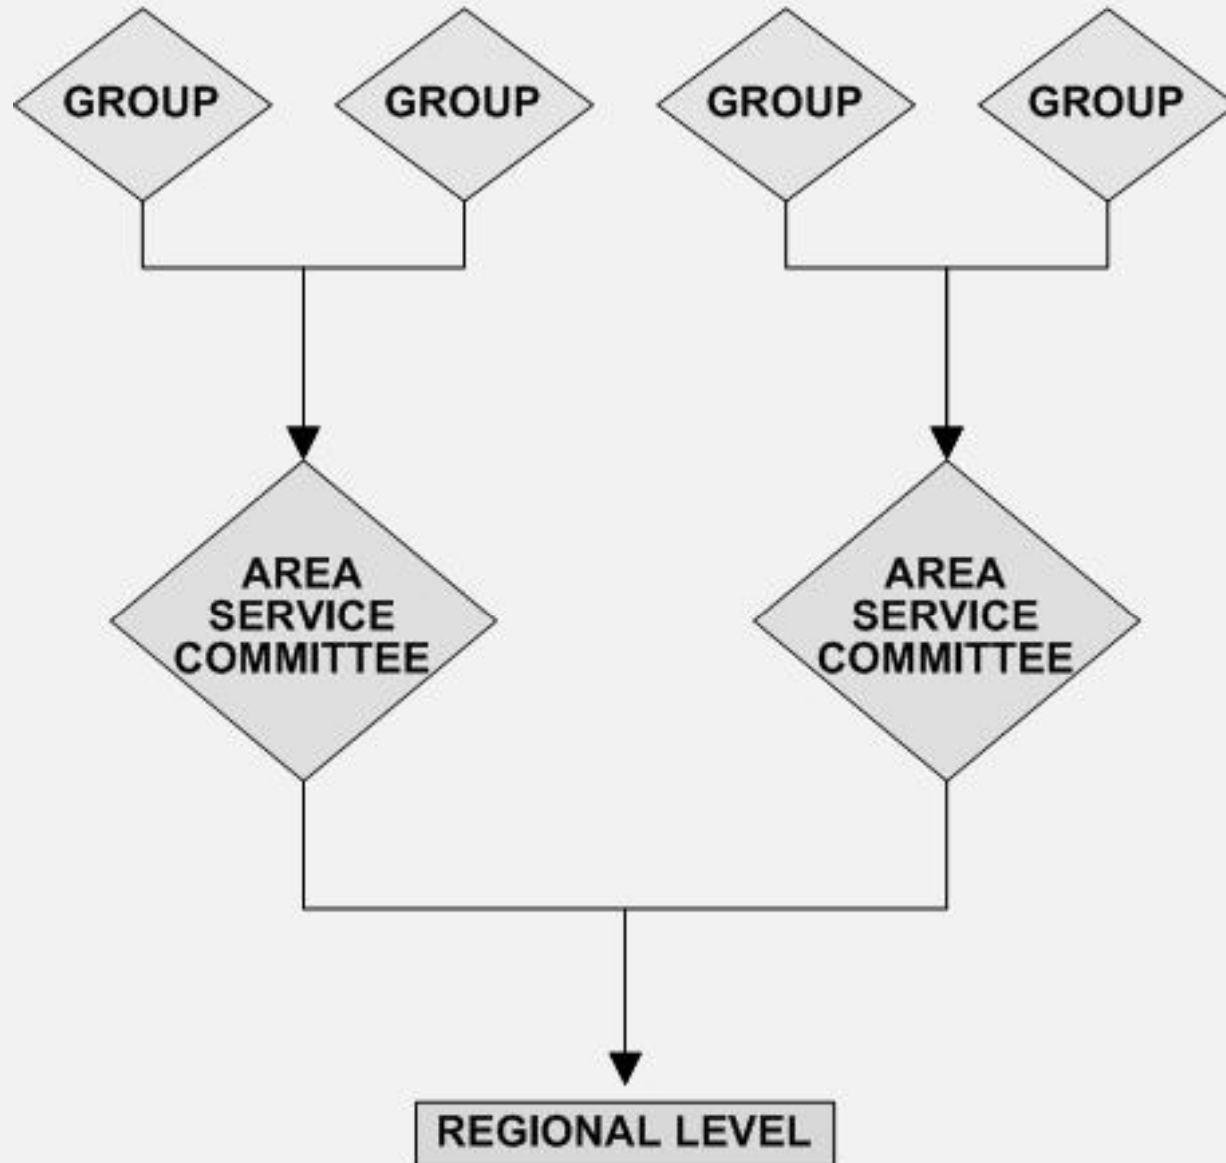 GROUP
GROUP
GROUP
GROUP
AREA
SERVICE
COMMITTEE
AREA
SERVICE
COMMITTEE
REGIONAL LEVEL